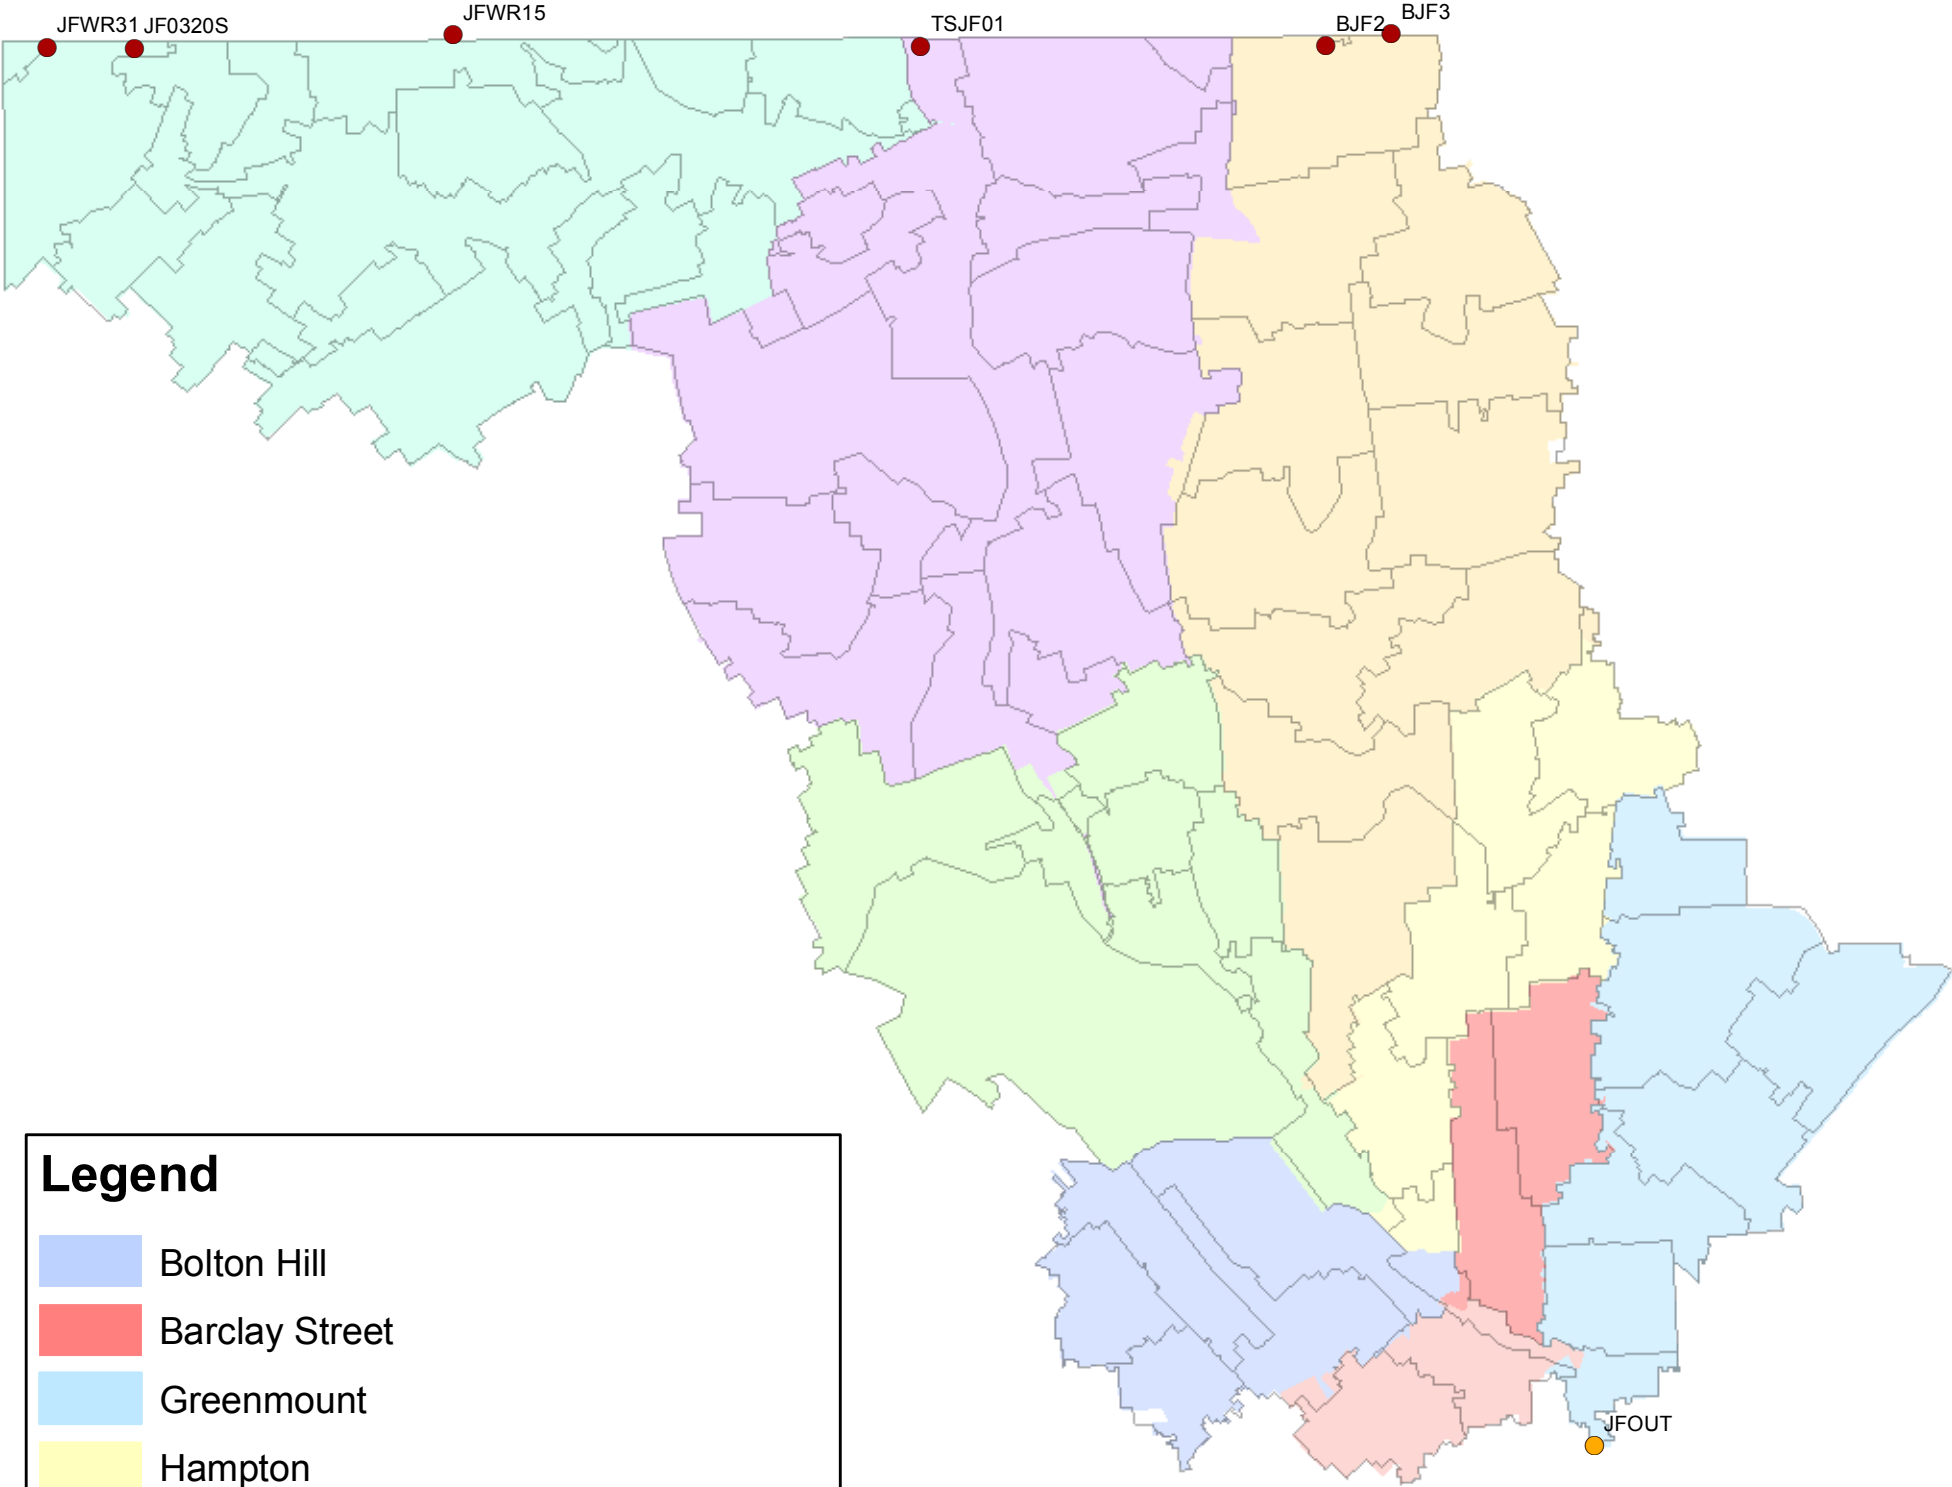 JFWR31 JF0320S JFWR15 TSJF01 BJF2 BJF3
JFOUT
Legend
Bolton Hill
Barclay Street
Greenmount
Hampton